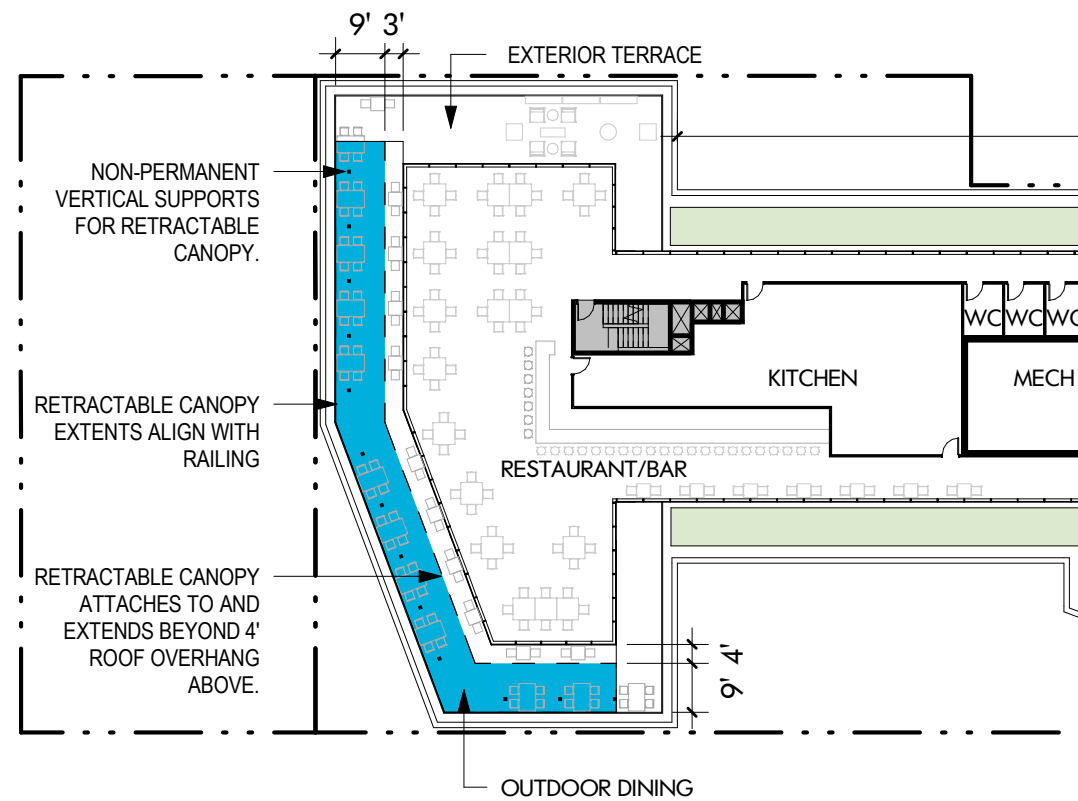 9' 3'
EXTERIOR TERRACE
NON-PERMANENT
VERTICAL SUPPORTS
FOR RETRACTABLE
CANOPY.
WC WC WC
KITCHEN
MECH
RETRACTABLE CANOPY
EXTENTS ALIGN WITH
RAILING
RESTAURANT/BAR
RETRACTABLE CANOPY
ATTACHES TO AND
EXTENDS BEYOND 4'
ROOF OVERHANG
ABOVE.
9' 4'
OUTDOOR DINING